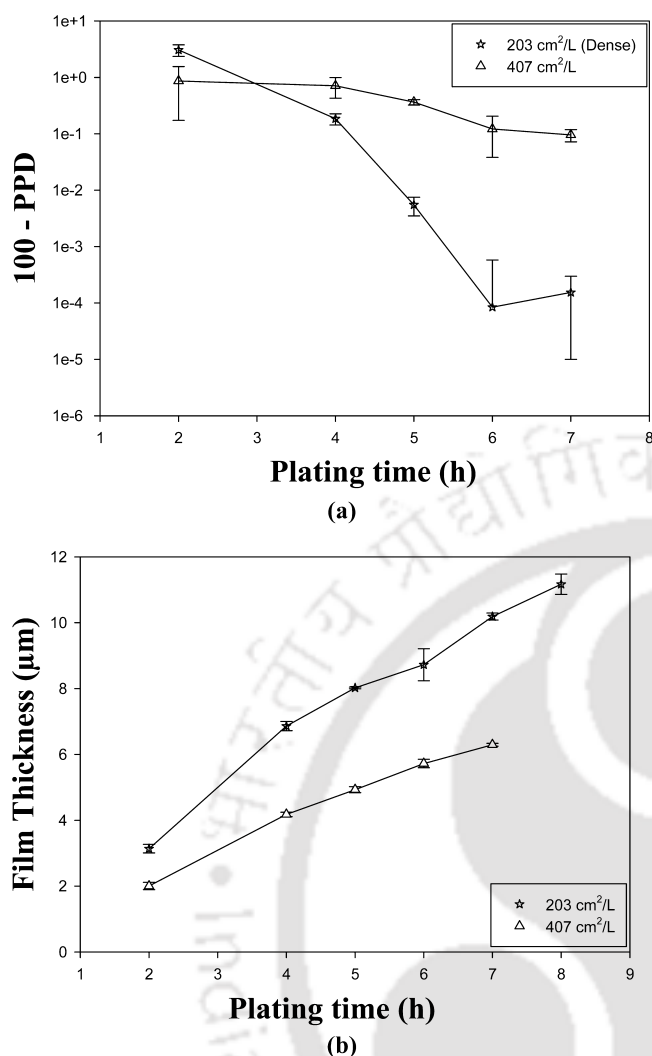 1e+1
1e+0
1e-1
1e-2
1e-3
1e-4
1e-5
1e-6
100 - PPD
203 cm²/L (Dense)
407 cm²/L
1 2 3 4 5 6 7 8
Plating time (h)
(a)
12
10
8
6
4
2
0
Film Thickness (µm)
203 cm²/L
407 cm²/L
1 2 3 4 5 6 7 8 9
Plating time (h)
(b)
भारतीय प्रौद्योगिकी